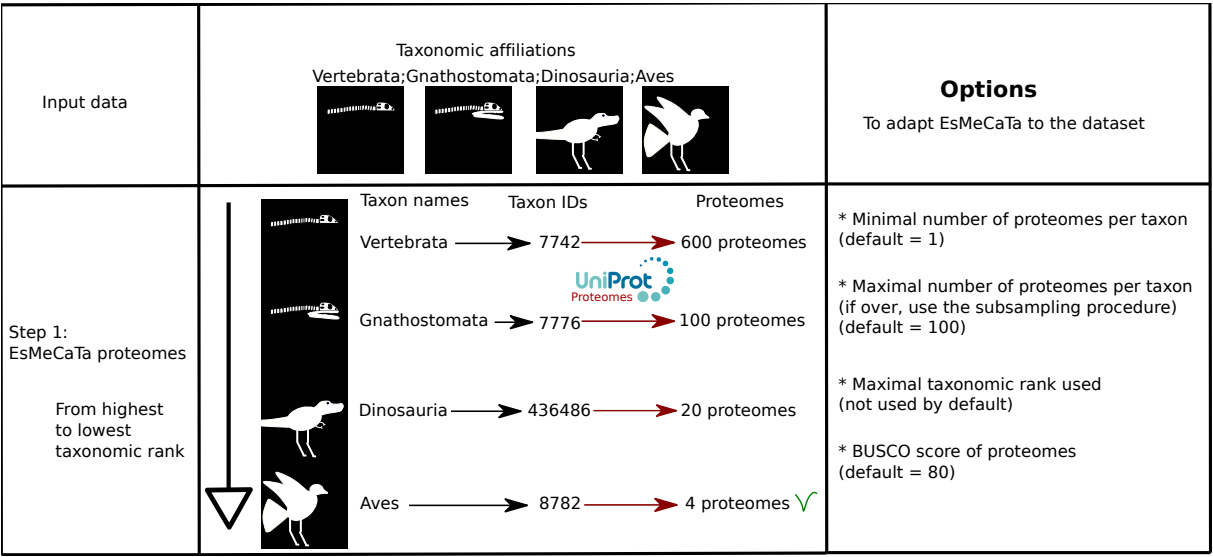 Input data
Taxonomic affiliations
Vertebrata;Gnathostomata;Dinosauria;Aves
Options
To adapt EsMeCaTa to the dataset
Step 1:
EsMeCaTa proteomes
From highest
to lowest
taxonomic rank
Taxon names Taxon IDs Proteomes
Vertebrata 7742 600 proteomes
UniProt
Proteomes
Gnathostomata 7776 100 proteomes
Dinosauria 436486 20 proteomes
Aves 8782 4 proteomes
* Minimal number of proteomes per taxon
(default = 1)
* Maximal number of proteomes per taxon
(if over, use the subsampling procedure)
(default = 100)
* Maximal taxonomic rank used
(not used by default)
* BUSCO score of proteomes
(default = 80)